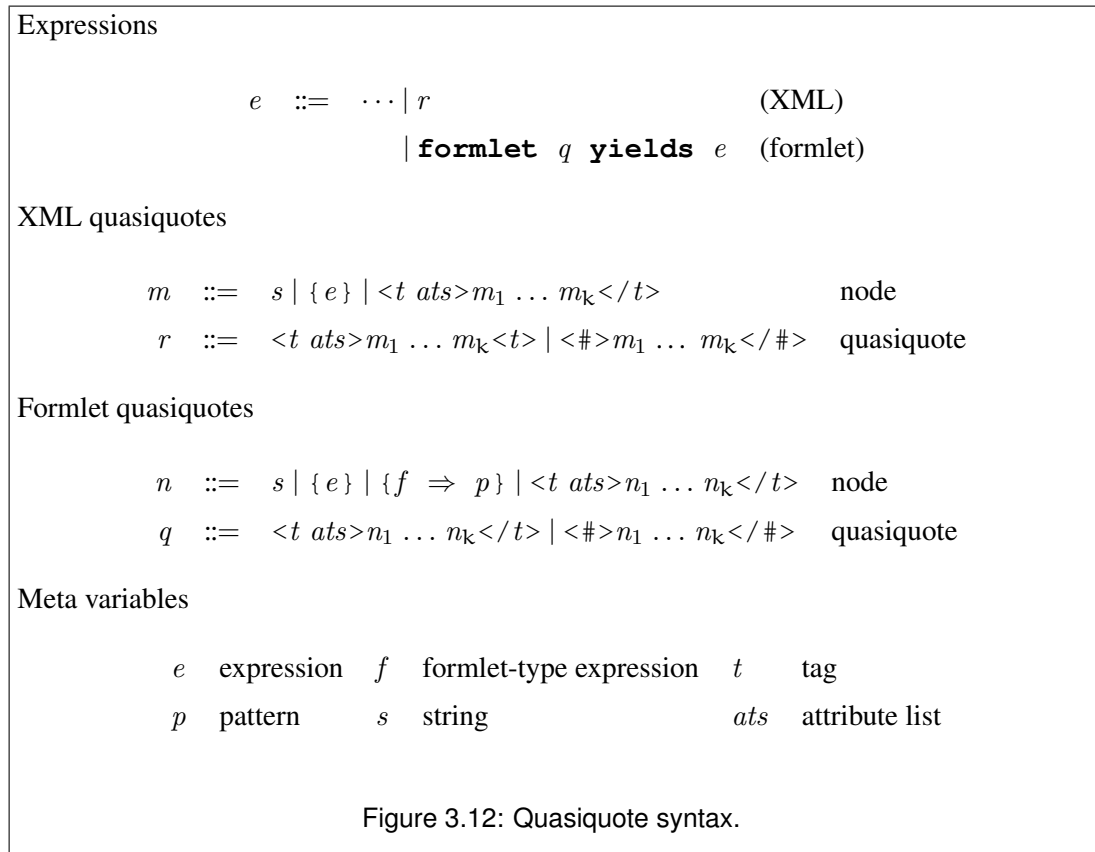 Expressions
e ::= ··· | r (XML)
| formlet q yields e (formlet)
XML quasiquotes
m ::= s | {e} | <t ats>m₁ ... mₖ</t> node
r ::= <t ats>m₁ ... mₖ<t> | <#>m₁ ... mₖ</#> quasiquote
Formlet quasiquotes
n ::= s | {e} | {f ⇒ p} | <t ats>n₁ ... nₖ</t> node
q ::= <t ats>n₁ ... nₖ</t> | <#>n₁ ... nₖ</#> quasiquote
Meta variables
e expression f formlet-type expression t tag
p pattern s string ats attribute list
Figure 3.12: Quasiquote syntax.